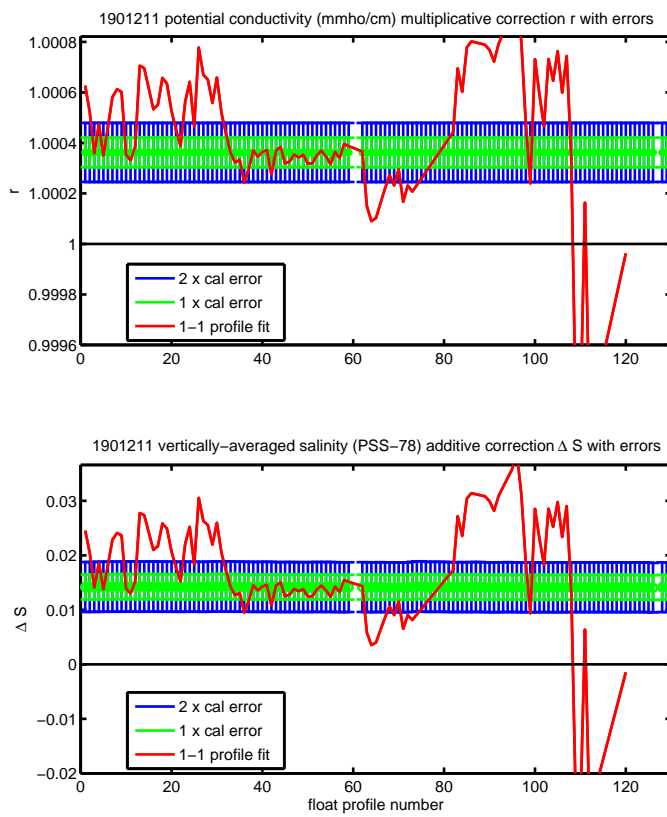 1901211 potential conductivity (mmho/cm) multiplicative correction r with errors
1.0008
1.0006
1.0004
1.0002
1
0.9998
0.9996
r
2 x cal error
1 x cal error
1−1 profile fit
0
20
40
60
80
100
120
1901211 vertically−averaged salinity (PSS−78) additive correction Δ S with errors
0.03
0.02
0.01
0
−0.01
−0.02
Δ S
2 x cal error
1 x cal error
1−1 profile fit
0
20
40
60
80
100
120
float profile number